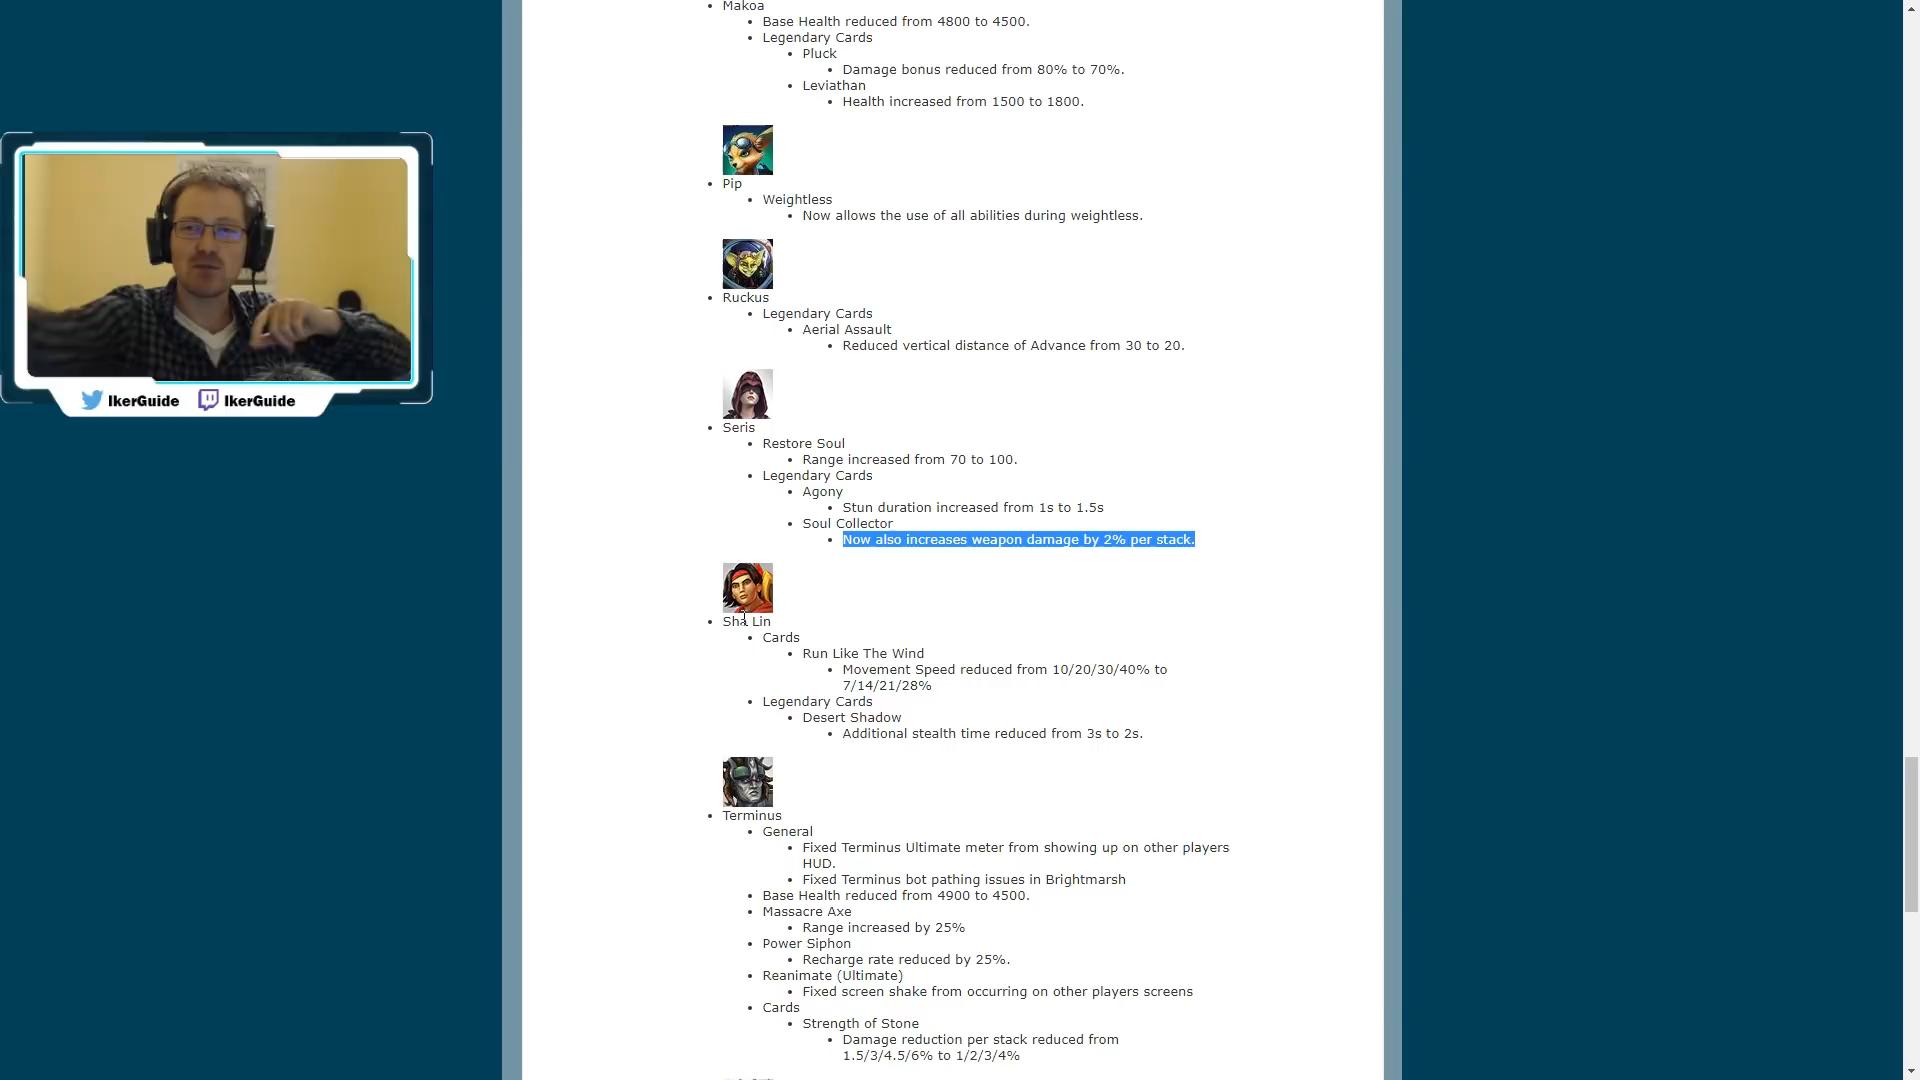 Makoa
Base Health reduced from 4800 to 4500.
Legendary Cards
Pluck
Damage bonus reduced from 80% to 70%.
Leviathan
Health increased from 1500 to 1800.
Pip
Weightless
Now allows the use of all abilities during weightless.
Ruckus
Legendary Cards
Aerial Assault
Reduced vertical distance of Advance from 30 to 20.
IkerGuide IkerGuide
Seris
Restore Soul
Range increased from 70 to 100.
Legendary Cards
Agony
Stun duration increased from 1s to 1.5s
Soul Collector
Now also increases weapon damage by 2% per stack.
Sha Lin
Cards
Run Like The Wind
Movement Speed reduced from 10/20/30/40% to
7/14/21/28%
Legendary Cards
Desert Shadow
Additional stealth time reduced from 3s to 2s.
Terminus
General
Fixed Terminus Ultimate meter from showing up on other players
HUD.
Fixed Terminus bot pathing issues in Brightmarsh
Base Health reduced from 4900 to 4500.
Massacre Axe
Range increased by 25%
Power Siphon
Recharge rate reduced by 25%.
Reanimate (Ultimate)
Fixed screen shake from occurring on other players screens
Cards
Strength of Stone
Damage reduction per stack reduced from
1.5/3/4.5/6% to 1/2/3/4%